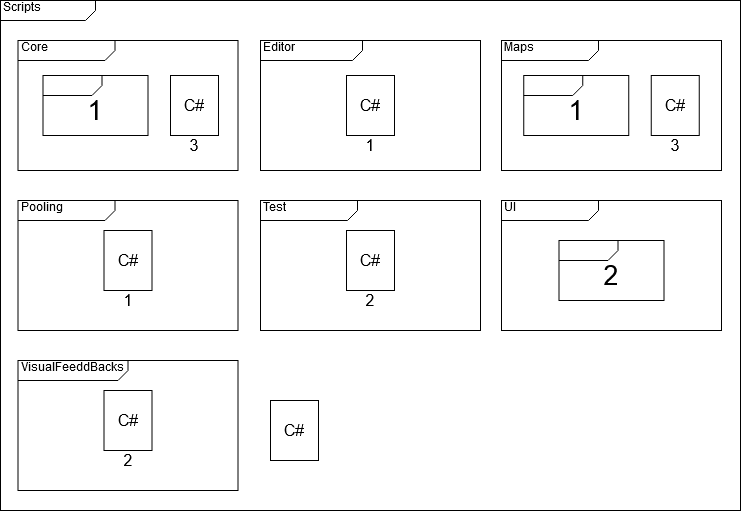 Scripts
Core
1
C#
3
Editor
C#
1
Maps
1
C#
3
Pooling
C#
1
Test
C#
2
UI
2
VisualFeeddBacks
C#
2
C#